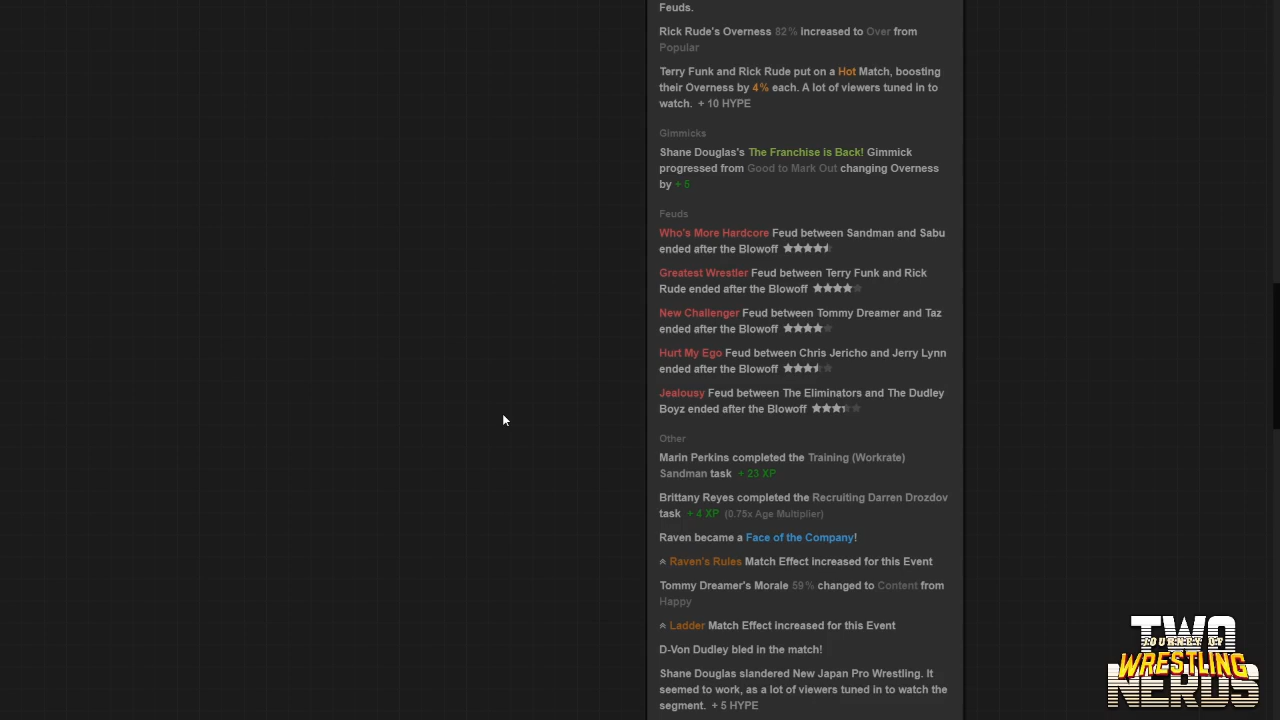 Feuds.
Rick Rude's Overness 82% increased to Over from
Popular
Terry Funk and Rick Rude put on a Hot Match, boosting
their Overness by 4% each. A lot of viewers tuned in to
watch. + 10 HYPE
Gimmicks
Shane Douglas's The Franchise is Back! Gimmick
progressed from Good to Mark Out changing Overness
by + 5
Feuds
Who's More Hardcore Feud between Sandman and Sabu
ended after the Blowoff
Greatest Wrestler Feud between Terry Funk and Rick
Rude ended after the Blowoff
New Challenger Feud between Tommy Dreamer and Taz
ended after the Blowoff
Hurt My Ego Feud between Chris Jericho and Jerry Lynn
ended after the Blowoff
Jealousy Feud between The Eliminators and The Dudley
Boyz ended after the Blowoff
Other
Marin Perkins completed the Training (Workrate)
Sandman task + 23 XP
Brittany Reyes completed the Recruiting Darren Drozdov
task + 4 XP (0.75x Age Multiplier)
Raven became a Face of the Company!
Raven's Rules Match Effect increased for this Event
Tommy Dreamer's Morale 59% changed to Content from
Happy
Ladder Match Effect increased for this Event
D-Von Dudley bled in the match!
Shane Douglas slandered New Japan Pro Wrestling. It
seemed to work, as a lot of viewers tuned in to watch the
segment. + 5 HYPE
TWO
JOURNEY OF
WRESTLING
NERDS